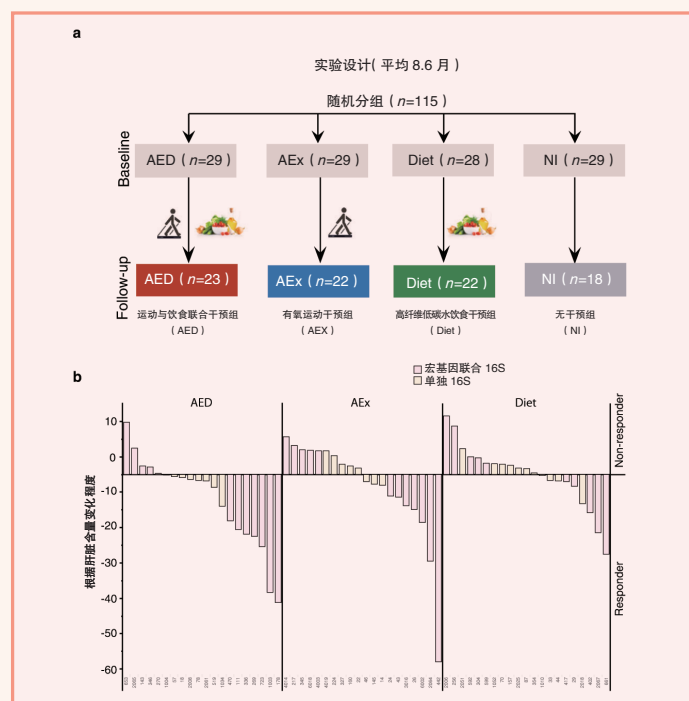 a
实验设计( 平均 8.6 月 )
随机分组 ( n=115 )
Baseline
AED ( n=29 )
AEx ( n=29 )
Diet ( n=28 )
NI ( n=29 )
Follow-up
AED ( n=23 )
AEx ( n=22 )
Diet ( n=22 )
NI ( n=18 )
运动与饮食联合干预组
( AED )
有氧运动干预组
( AEX )
高纤维低碳水饮食干预组
( Diet )
无干预组
( NI )
b
宏基因联合 16S
单独 16S
AED
AEx
Diet
根据肝脏含量变化程度
10
0
-10
-20
-30
-40
-50
-60
Non-responder
Responder